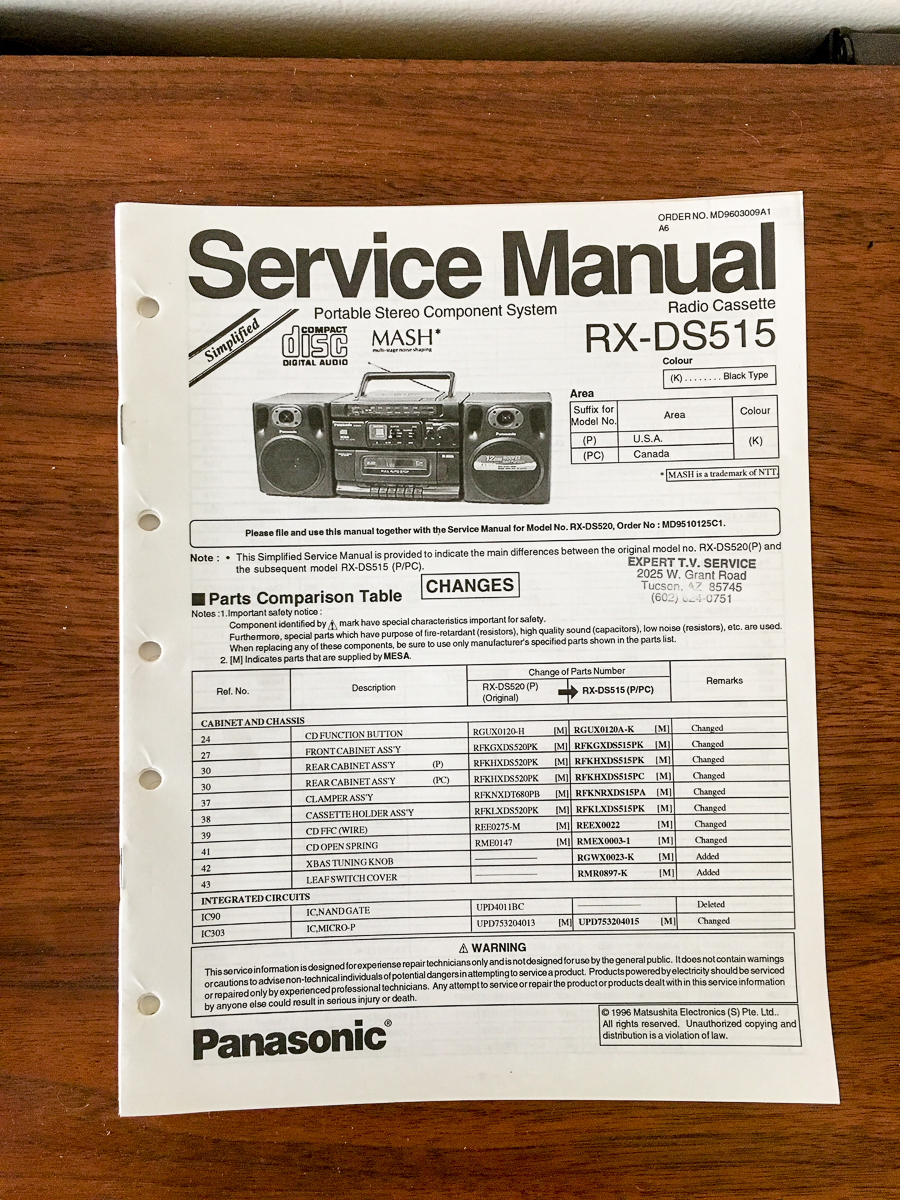 ORDER NO. MD9603009A1
A6
Service Manual
Portable Stereo Component System
Radio Cassette
Simplified
COMPACT
disc
DIGITAL AUDIO
MASH*
multi-stage noise shaping
RX-DS515
Colour
(K) ........ Black Type
Area
Suffix for Model No. Area Colour
(P) U.S.A. (K)
(PC) Canada
* MASH is a trademark of NTT.
Panasonic
Panasonic
Please file and use this manual together with the Service Manual for Model No. RX-DS520, Order No : MD9510125C1.
Note : • This Simplified Service Manual is provided to indicate the main differences between the original model no. RX-DS520(P) and
the subsequent model RX-DS515 (P/PC).
EXPERT T.V. SERVICE
2025 W. Grant Road
Tucson, AZ 85745
(602) 624-0751
CHANGES
■ Parts Comparison Table
Notes :1.Important safety notice :
Component identified by ⚠ mark have special characteristics important for safety.
Furthermore, special parts which have purpose of fire-retardant (resistors), high quality sound (capacitors), low noise (resistors), etc. are used.
When replacing any of these components, be sure to use only manufacturer's specified parts shown in the parts list.
2. [M] Indicates parts that are supplied by MESA.
Ref. No. Description Change of Parts Number Remarks
RX-DS520 (P) (Original) ➡ RX-DS515 (P/PC)
CABINET AND CHASSIS
24 CD FUNCTION BUTTON RGUX0120-H [M] RGUX0120A-K [M] Changed
27 FRONT CABINET ASS'Y RFKGXDS520PK [M] RFKGXDS515PK [M] Changed
30 REAR CABINET ASS'Y (P) RFKHXDS520PK [M] RFKHXDS515PK [M] Changed
30 REAR CABINET ASS'Y (PC) RFKHXDS520PK [M] RFKHXDS515PC [M] Changed
37 CLAMPER ASS'Y RFKNXDT680PB [M] RFKNRXDS15PA [M] Changed
38 CASSETTE HOLDER ASS'Y RFKLXDS520PK [M] RFKLXDS515PK [M] Changed
39 CD FFC (WIRE) REE0275-M [M] REEX0022 [M] Changed
41 CD OPEN SPRING RME0147 [M] RMEX0003-1 [M] Changed
42 XBAS TUNING KNOB ———— RGWX0023-K [M] Added
43 LEAF SWITCH COVER ———— RMR0897-K [M] Added
INTEGRATED CIRCUITS
IC90 IC,NAND GATE UPD4011BC ———— Deleted
IC303 IC,MICRO-P UPD753204013 [M] UPD753204015 [M] Changed
⚠ WARNING
This service information is designed for experiense repair technicians only and is not designed for use by the general public. It does not contain warnings
or cautions to advise non-technical individuals of potential dangers in attempting to service a product. Products powered by electricity should be serviced
or repaired only by experienced professional technicians. Any attempt to service or repair the product or products dealt with in this service information
by anyone else could result in serious injury or death.
Panasonic®
© 1996 Matsushita Electronics (S) Pte. Ltd..
All rights reserved. Unauthorized copying and
distribution is a violation of law.